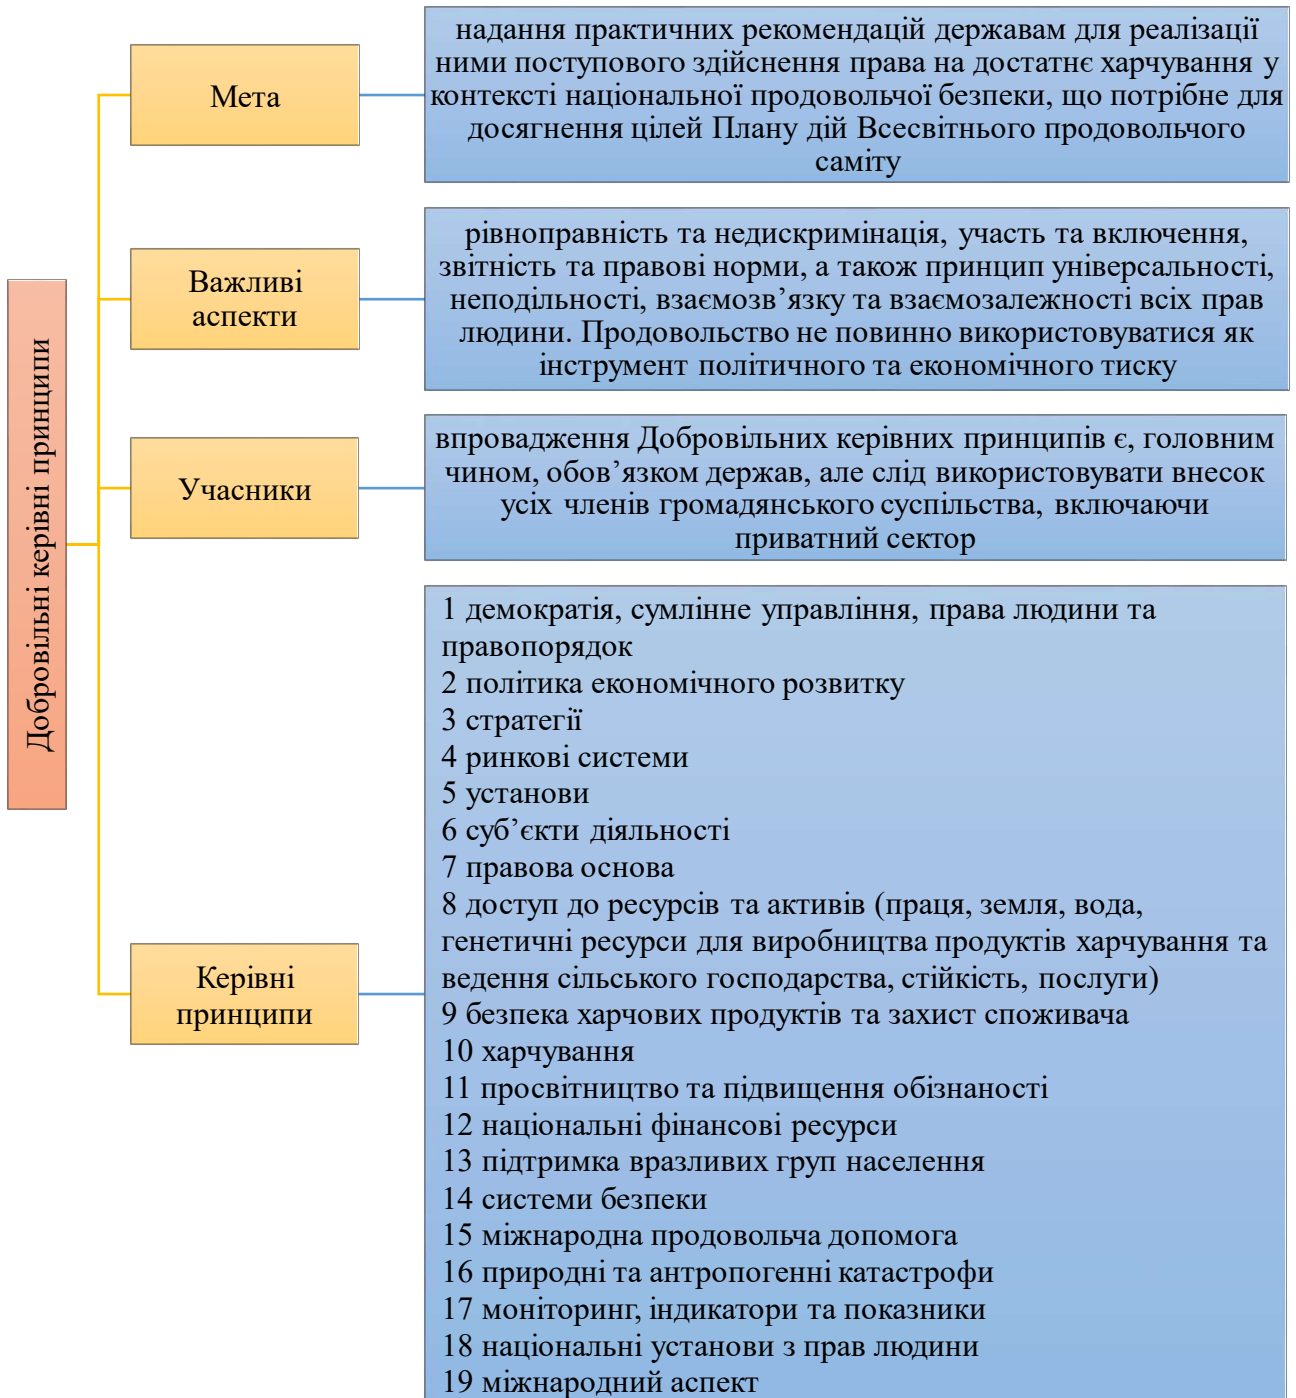 Добровільні керівні принципи
Мета
надання практичних рекомендацій державам для реалізації
ними поступового здійснення права на достатнє харчування у
контексті національної продовольчої безпеки, що потрібне для
досягнення цілей Плану дій Всесвітнього продовольчого
саміту
Важливі
аспекти
рівноправність та недискримінація, участь та включення,
звітність та правові норми, а також принцип універсальності,
неподільності, взаємозв’язку та взаємозалежності всіх прав
людини. Продовольство не повинно використовуватися як
інструмент політичного та економічного тиску
Учасники
впровадження Добровільних керівних принципів є, головним
чином, обов’язком держав, але слід використовувати внесок
усіх членів громадянського суспільства, включаючи
приватний сектор
Керівні
принципи
1 демократія, сумлінне управління, права людини та
правопорядок
2 політика економічного розвитку
3 стратегії
4 ринкові системи
5 установи
6 суб’єкти діяльності
7 правова основа
8 доступ до ресурсів та активів (праця, земля, вода,
генетичні ресурси для виробництва продуктів харчування та
ведення сільського господарства, стійкість, послуги)
9 безпека харчових продуктів та захист споживача
10 харчування
11 просвітництво та підвищення обізнаності
12 національні фінансові ресурси
13 підтримка вразливих груп населення
14 системи безпеки
15 міжнародна продовольча допомога
16 природні та антропогенні катастрофи
17 моніторинг, індикатори та показники
18 національні установи з прав людини
19 міжнародний аспект